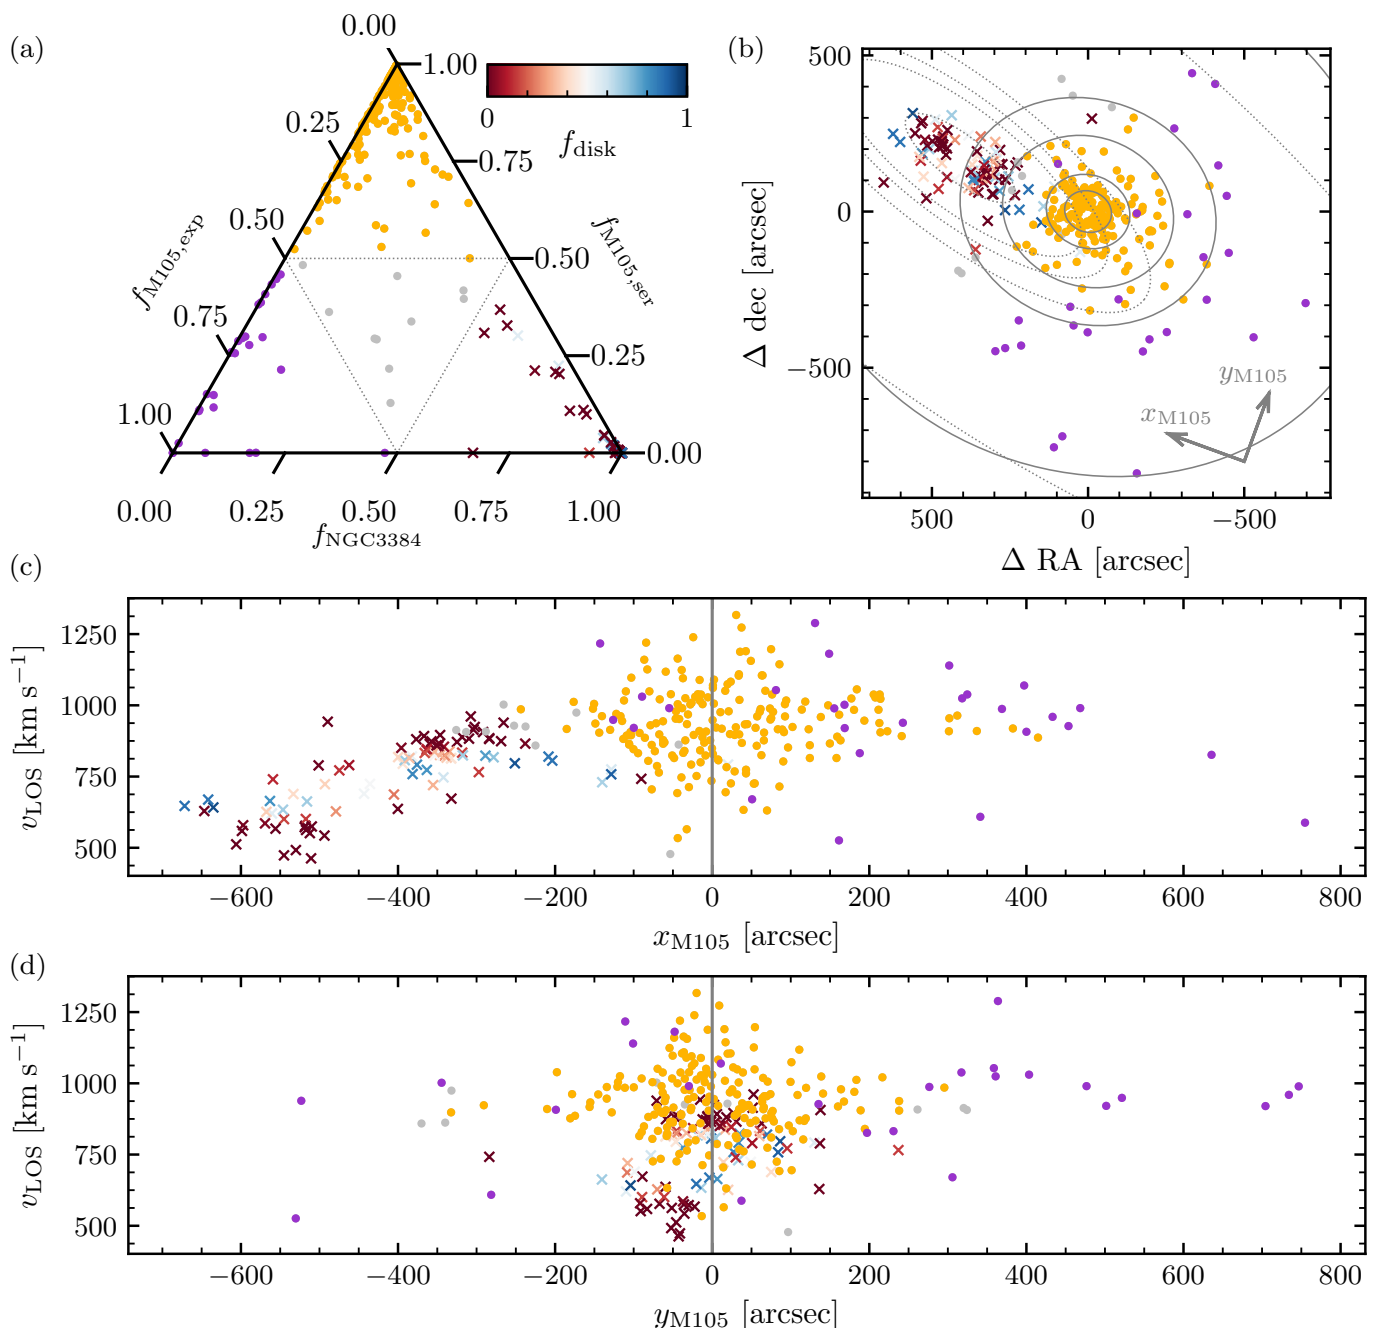 (a)
0.00
1.00
0.25
0.75
0.50
0.50
0.75
0.25
1.00
0.00
0.00 0.25 0.50 0.75 1.00
f_M105,exp
f_M105,ser
f_NGC3384
0 1
f_disk
(b)
500
0
−500
Δ dec [arcsec]
y_M105
x_M105
500 0 −500
Δ RA [arcsec]
(c)
1250
1000
750
500
v_LOS [km s⁻¹]
−600 −400 −200 0 200 400 600 800
x_M105 [arcsec]
(d)
1250
1000
750
500
v_LOS [km s⁻¹]
−600 −400 −200 0 200 400 600 800
y_M105 [arcsec]